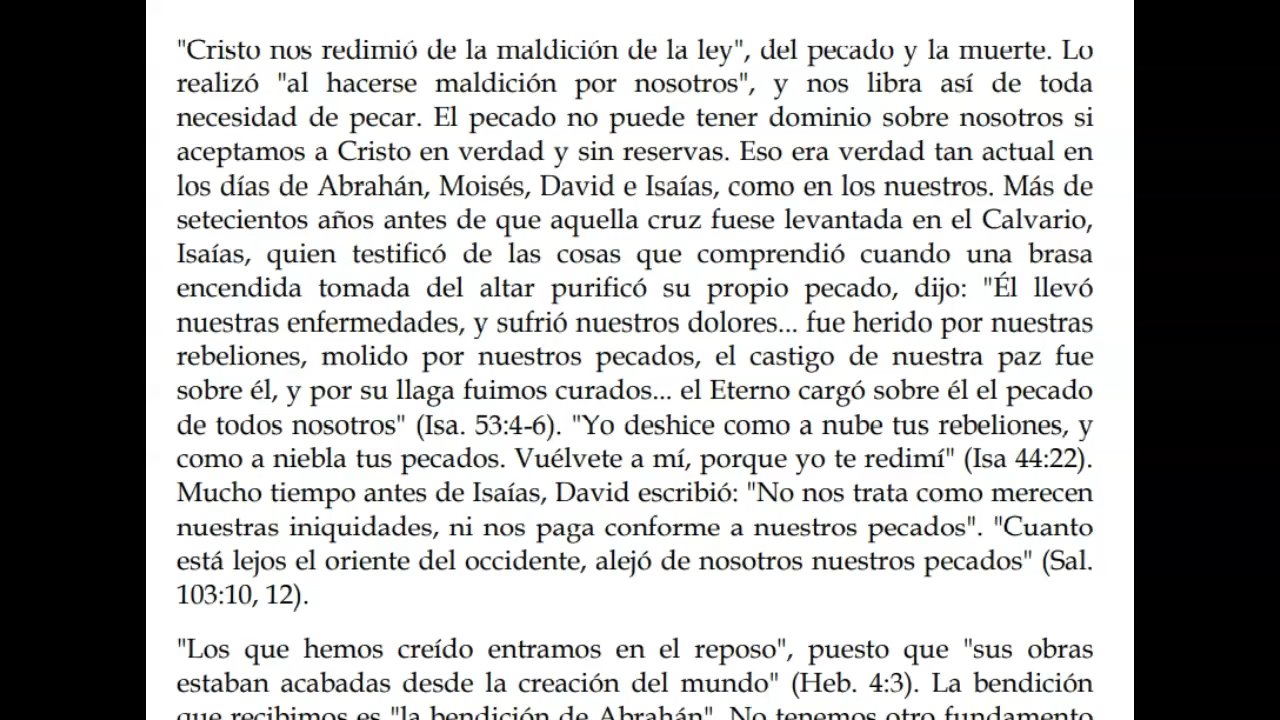 "Cristo nos redimió de la maldición de la ley", del pecado y la muerte. Lo
realizó "al hacerse maldición por nosotros", y nos libra así de toda
necesidad de pecar. El pecado no puede tener dominio sobre nosotros si
aceptamos a Cristo en verdad y sin reservas. Eso era verdad tan actual en
los días de Abrahán, Moisés, David e Isaías, como en los nuestros. Más de
setecientos años antes de que aquella cruz fuese levantada en el Calvario,
Isaías, quien testificó de las cosas que comprendió cuando una brasa
encendida tomada del altar purificó su propio pecado, dijo: "Él llevó
nuestras enfermedades, y sufrió nuestros dolores... fue herido por nuestras
rebeliones, molido por nuestros pecados, el castigo de nuestra paz fue
sobre él, y por su llaga fuimos curados... el Eterno cargó sobre él el pecado
de todos nosotros" (Isa. 53:4-6). "Yo deshice como a nube tus rebeliones, y
como a niebla tus pecados. Vuélvete a mí, porque yo te redimí" (Isa 44:22).
Mucho tiempo antes de Isaías, David escribió: "No nos trata como merecen
nuestras iniquidades, ni nos paga conforme a nuestros pecados". "Cuanto
está lejos el oriente del occidente, alejó de nosotros nuestros pecados" (Sal.
103:10, 12).
"Los que hemos creído entramos en el reposo", puesto que "sus obras
estaban acabadas desde la creación del mundo" (Heb. 4:3). La bendición
que recibimos es "la bendición de Abrahán". No tenemos otro fundamento